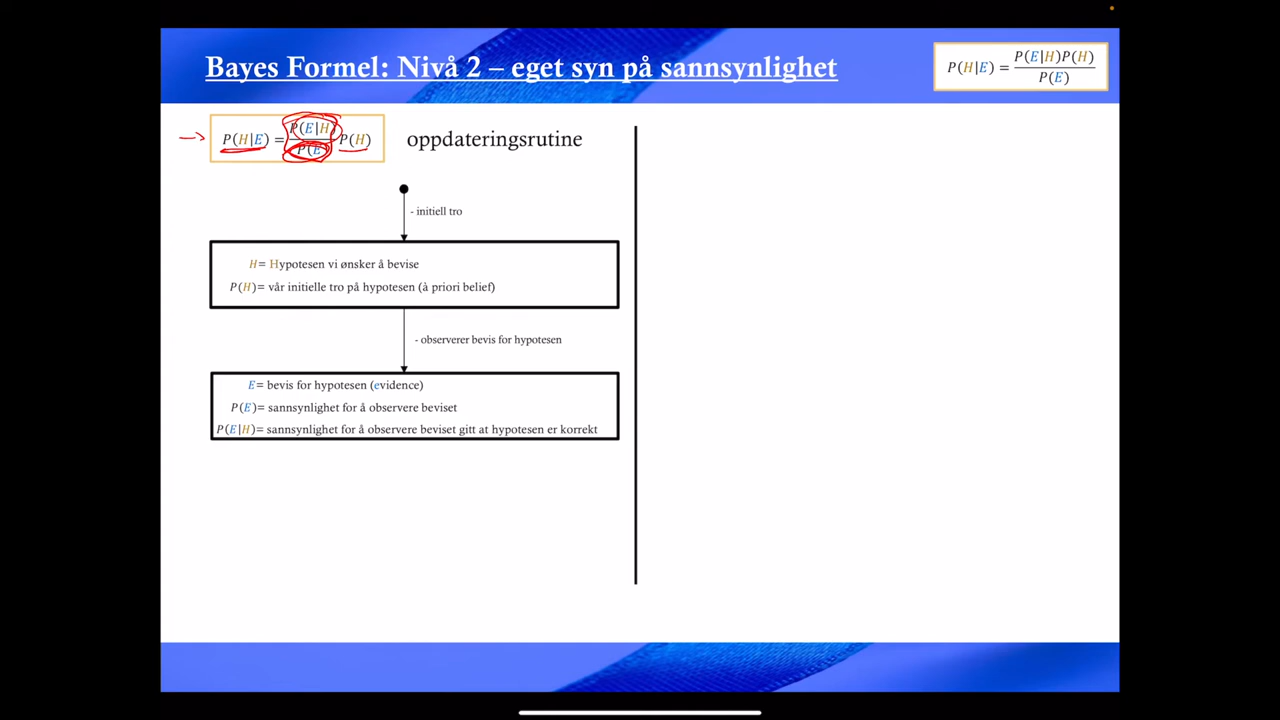 Bayes Formel: Nivå 2 – eget syn på sannsynlighet
P(H|E) = P(E|H)P(H) / P(E)
P(H|E) = P(E|H) / P(E) P(H)
oppdateringsrutine
- initiell tro
H= Hypotesen vi ønsker å bevise
P(H)= vår initielle tro på hypotesen (à priori belief)
- observerer bevis for hypotesen
E= bevis for hypotesen (evidence)
P(E)= sannsynlighet for å observere beviset
P(E|H)= sannsynlighet for å observere beviset gitt at hypotesen er korrekt